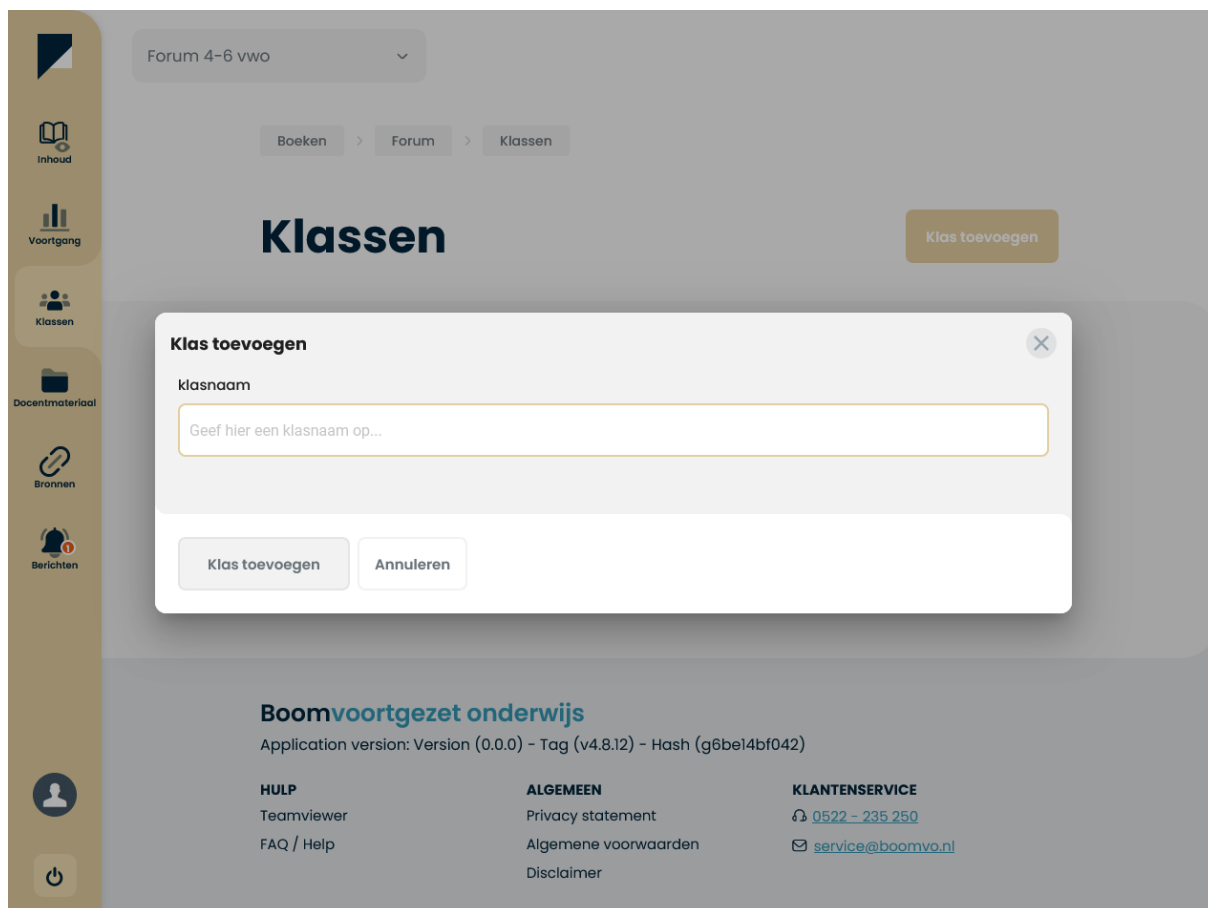 Forum 4-6 vwo
Inhoud
Voortgang
Klassen
Docentmateriaal
Bronnen
1
Berichten
Boeken > Forum > Klassen
Klassen
Klas toevoegen
Klas toevoegen
klasnaam
Geef hier een klasnaam op...
Klas toevoegen
Annuleren
Boomvoortgezet onderwijs
Application version: Version (0.0.0) - Tag (v4.8.12) - Hash (g6be14bf042)
HULP
Teamviewer
FAQ / Help
ALGEMEEN
Privacy statement
Algemene voorwaarden
Disclaimer
KLANTENSERVICE
0522 - 235 250
service@boomvo.nl